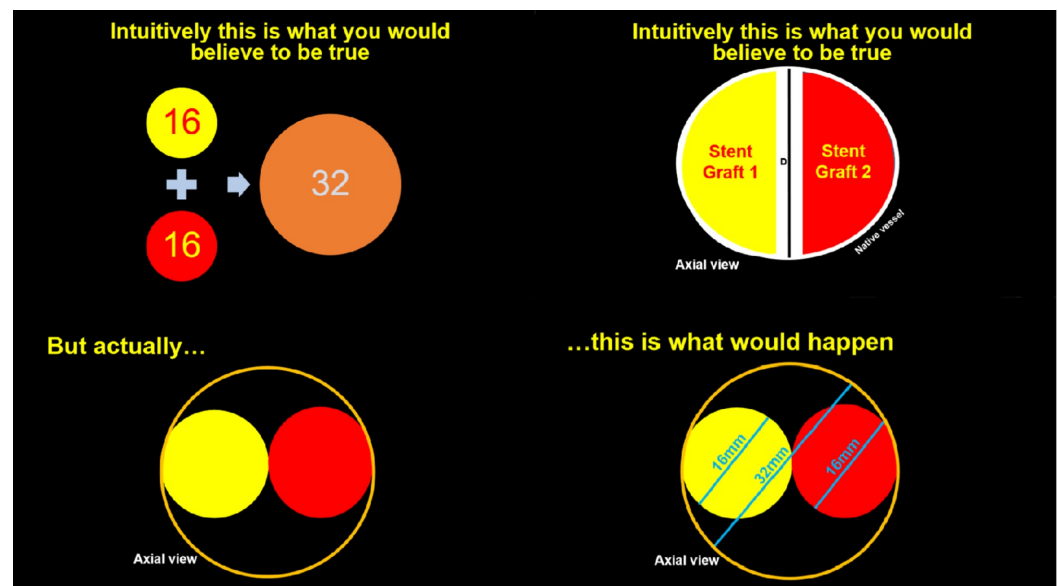 Intuitively this is what you would
believe to be true
16
16
32
Intuitively this is what you would
believe to be true
Stent
Graft 1
D
Stent
Graft 2
Native vessel
Axial view
But actually…
Axial view
…this is what would happen
16mm
32mm
16mm
Axial view